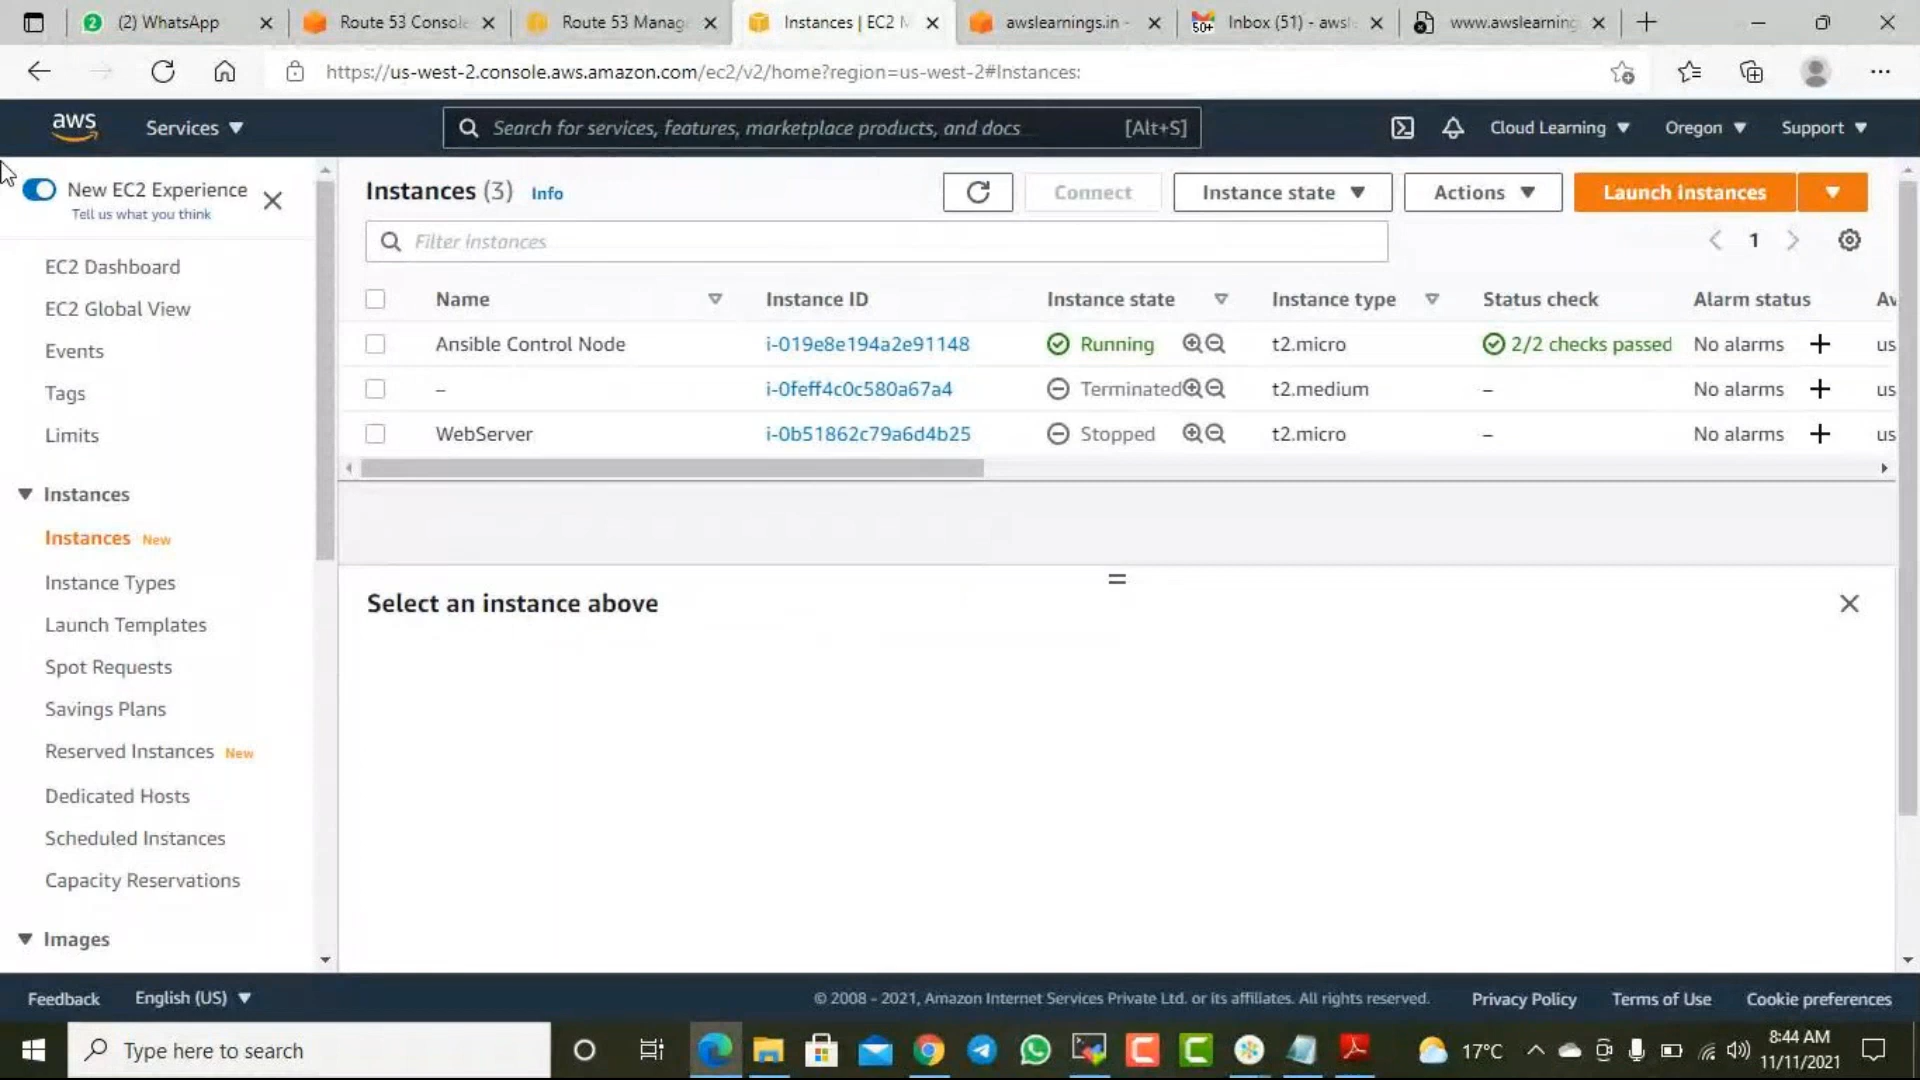 (2) WhatsApp
Route 53 Console
Route 53 Manag
Instances | EC2 M
awslearnings.in -
50+
Inbox (51) - awsl
www.awslearning
https://us-west-2.console.aws.amazon.com/ec2/v2/home?region=us-west-2#Instances:
aws
Services
Search for services, features, marketplace products, and docs
[Alt+S]
Cloud Learning
Oregon
Support
New EC2 Experience
Tell us what you think
EC2 Dashboard
EC2 Global View
Events
Tags
Limits
Instances
Instances New
Instance Types
Launch Templates
Spot Requests
Savings Plans
Reserved Instances New
Dedicated Hosts
Scheduled Instances
Capacity Reservations
Images
Instances (3) Info
Connect
Instance state
Actions
Launch instances
Filter instances
1
Name Instance ID Instance state Instance type Status check Alarm status Av
Ansible Control Node i-019e8e194a2e91148 Running t2.micro 2/2 checks passed No alarms + us
– i-0feff4c0c580a67a4 Terminated t2.medium – No alarms + us
WebServer i-0b51862c79a6d4b25 Stopped t2.micro – No alarms + us
Select an instance above
Feedback English (US) © 2008 - 2021, Amazon Internet Services Private Ltd. or its affiliates. All rights reserved. Privacy Policy Terms of Use Cookie preferences
Type here to search
17°C
8:44 AM
11/11/2021